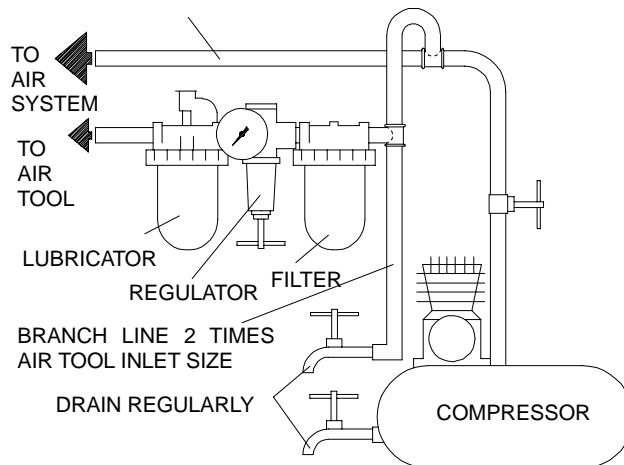 TO
AIR
SYSTEM
TO
AIR
TOOL
LUBRICATOR
REGULATOR
FILTER
BRANCH LINE 2 TIMES
AIR TOOL INLET SIZE
DRAIN REGULARLY
COMPRESSOR